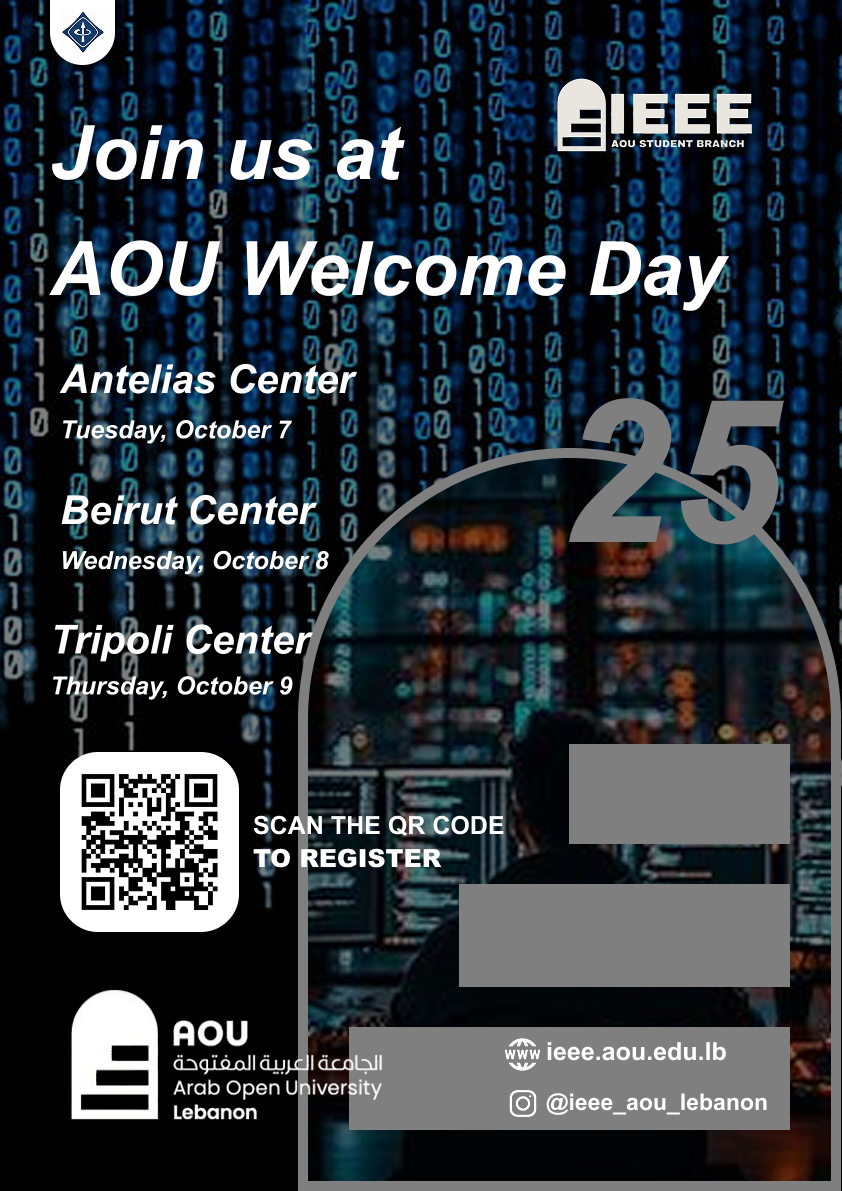 IEEE
AOU STUDENT BRANCH
Join us at
AOU Welcome Day
Antelias Center
Tuesday, October 7
25
Beirut Center
Wednesday, October 8
Tripoli Center
Thursday, October 9
SCAN THE QR CODE
TO REGISTER
AOU
الجامعة العربية المفتوحة
Arab Open University
Lebanon
www ieee.aou.edu.lb
@ieee_aou_lebanon